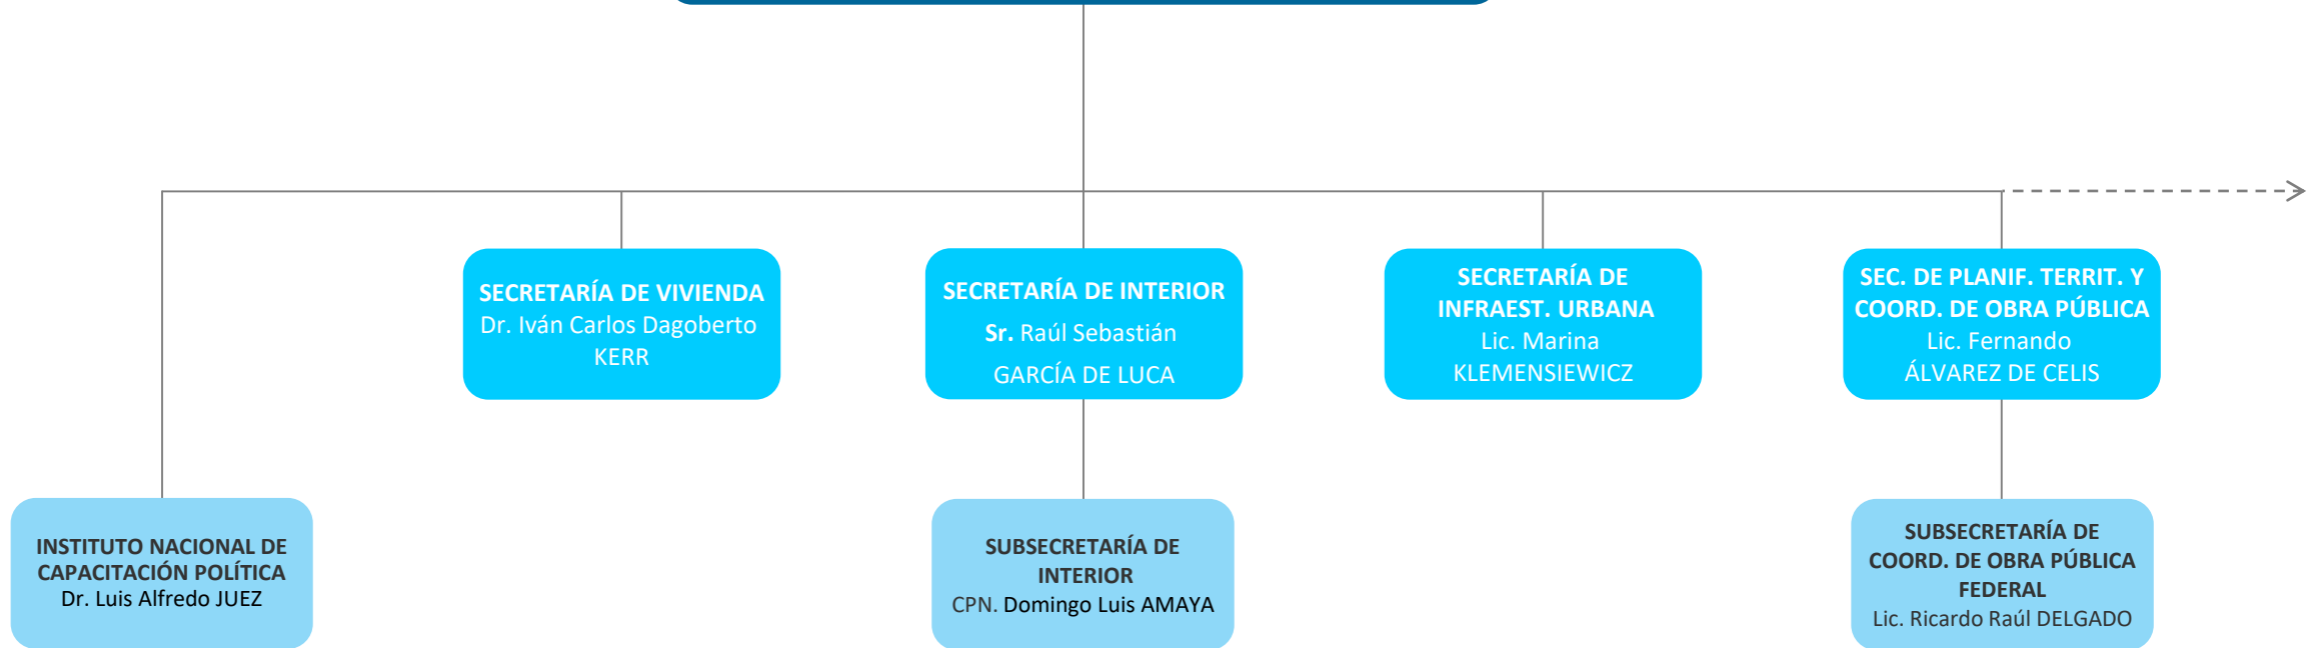 SECRETARÍA DE VIVIENDA
Dr. Iván Carlos Dagoberto
KERR
SECRETARÍA DE INTERIOR
Sr. Raúl Sebastián
GARCÍA DE LUCA
SECRETARÍA DE
INFRAEST. URBANA
Lic. Marina
KLEMENSIEWICZ
SEC. DE PLANIF. TERRIT. Y
COORD. DE OBRA PÚBLICA
Lic. Fernando
ÁLVAREZ DE CELIS
INSTITUTO NACIONAL DE
CAPACITACIÓN POLÍTICA
Dr. Luis Alfredo JUEZ
SUBSECRETARÍA DE
INTERIOR
CPN. Domingo Luis AMAYA
SUBSECRETARÍA DE
COORD. DE OBRA PÚBLICA
FEDERAL
Lic. Ricardo Raúl DELGADO